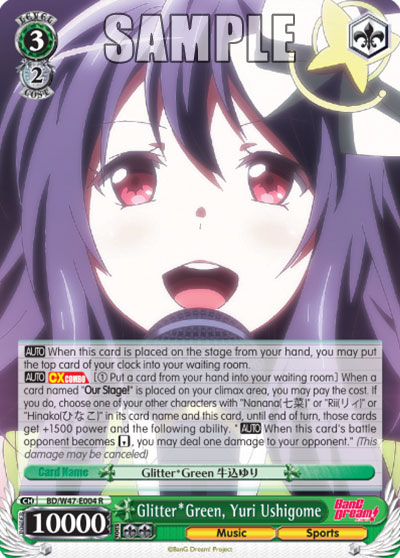 LEVEL
3
2
COST
SAMPLE
AUTO When this card is placed on the stage from your hand, you may put
the top card of your clock into your waiting room.
AUTO CX COMBO [① Put a card from your hand into your waiting room] When a
card named "Our Stage!" is placed on your climax area, you may pay the cost. If
you do, choose one of your other characters with "Nanana(七菜)" or "Rii(リィ)" or
"Hinako(ひなこ)" in its card name and this card, until end of turn, those cards
get +1500 power and the following ability. "AUTO When this card's battle
opponent becomes [ ], you may deal one damage to your opponent." (This
damage may be canceled)
Card Name Glitter*Green 牛込ゆり
CH BD/W47-E004 R
Glitter*Green, Yuri Ushigome
BanG Dream!
©BanG Dream! Project
POWER
10000
SOUL
Music Sports